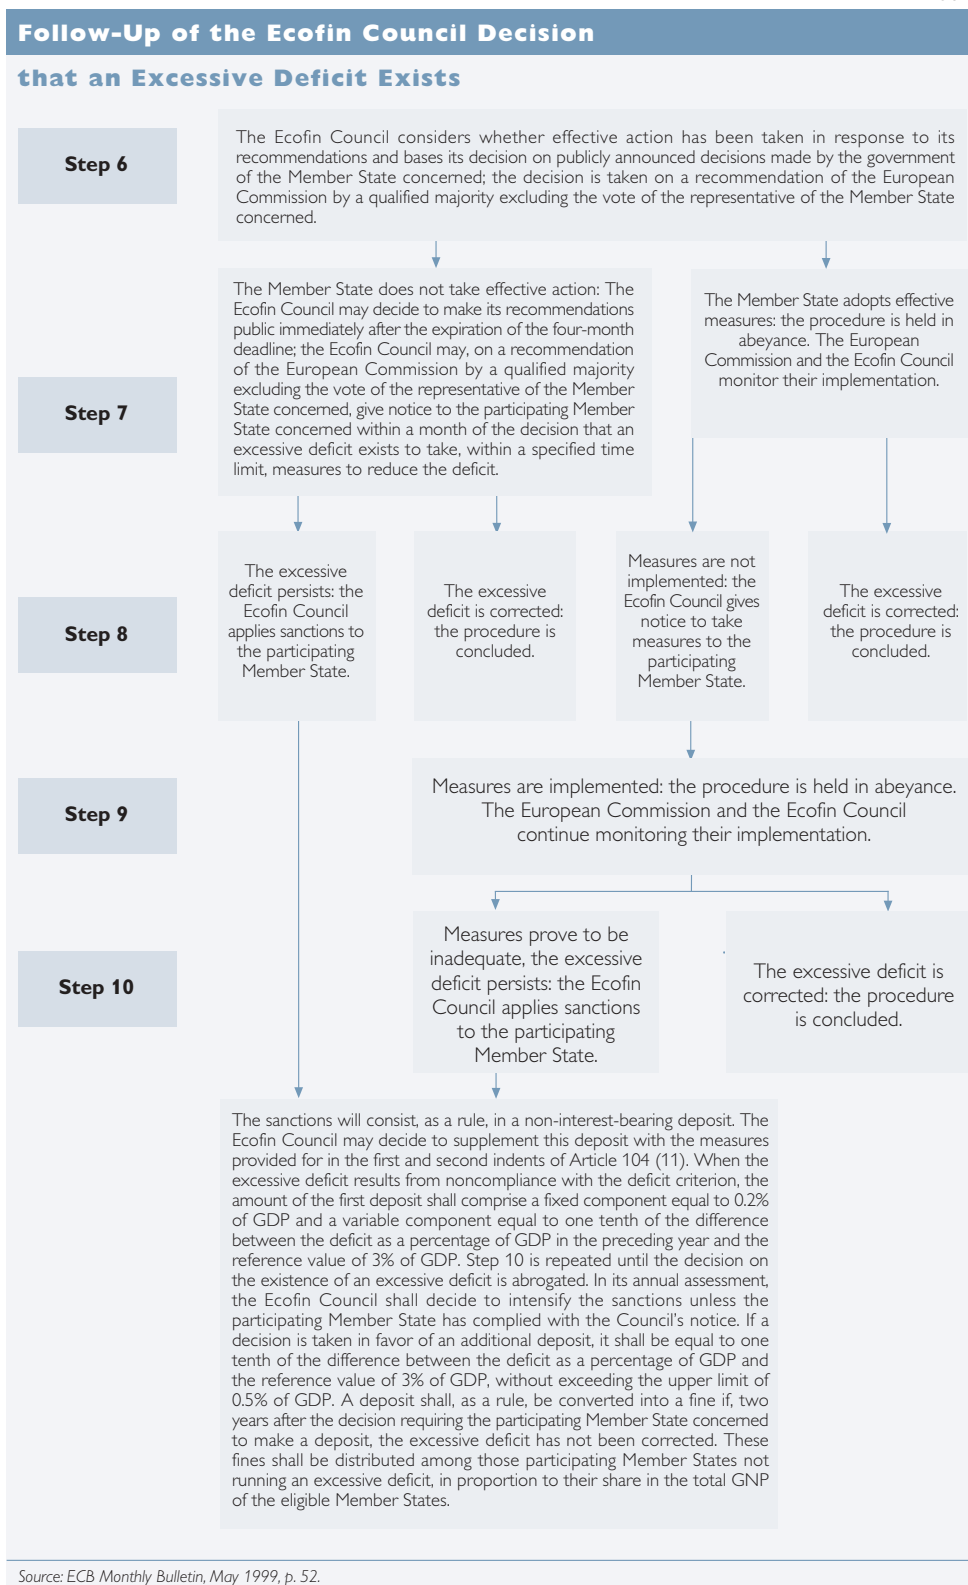 Follow-Up of the Ecofin Council Decision
that an Excessive Deficit Exists
Step 6
The Ecofin Council considers whether effective action has been taken in response to its
recommendations and bases its decision on publicly announced decisions made by the government
of the Member State concerned; the decision is taken on a recommendation of the European
Commission by a qualified majority excluding the vote of the representative of the Member State
concerned.
Step 7
The Member State does not take effective action: The
Ecofin Council may decide to make its recommendations
public immediately after the expiration of the four-month
deadline; the Ecofin Council may, on a recommendation
of the European Commission by a qualified majority
excluding the vote of the representative of the Member
State concerned, give notice to the participating Member
State concerned within a month of the decision that an
excessive deficit exists to take, within a specified time
limit, measures to reduce the deficit.
The Member State adopts effective
measures: the procedure is held in
abeyance. The European
Commission and the Ecofin Council
monitor their implementation.
Step 8
The excessive
deficit persists: the
Ecofin Council
applies sanctions to
the participating
Member State.
The excessive
deficit is corrected:
the procedure is
concluded.
Measures are not
implemented: the
Ecofin Council gives
notice to take
measures to the
participating
Member State.
The excessive
deficit is corrected:
the procedure is
concluded.
Step 9
Measures are implemented: the procedure is held in abeyance.
The European Commission and the Ecofin Council
continue monitoring their implementation.
Step 10
Measures prove to be
inadequate, the excessive
deficit persists: the Ecofin
Council applies sanctions
to the participating
Member State.
The excessive deficit is
corrected: the procedure
is concluded.
The sanctions will consist, as a rule, in a non-interest-bearing deposit. The
Ecofin Council may decide to supplement this deposit with the measures
provided for in the first and second indents of Article 104 (11). When the
excessive deficit results from noncompliance with the deficit criterion, the
amount of the first deposit shall comprise a fixed component equal to 0.2%
of GDP and a variable component equal to one tenth of the difference
between the deficit as a percentage of GDP in the preceding year and the
reference value of 3% of GDP. Step 10 is repeated until the decision on
the existence of an excessive deficit is abrogated. In its annual assessment,
the Ecofin Council shall decide to intensify the sanctions unless the
participating Member State has complied with the Council's notice. If a
decision is taken in favor of an additional deposit, it shall be equal to one
tenth of the difference between the deficit as a percentage of GDP and
the reference value of 3% of GDP, without exceeding the upper limit of
0.5% of GDP. A deposit shall, as a rule, be converted into a fine if, two
years after the decision requiring the participating Member State concerned
to make a deposit, the excessive deficit has not been corrected. These
fines shall be distributed among those participating Member States not
running an excessive deficit, in proportion to their share in the total GNP
of the eligible Member States.
Source: ECB Monthly Bulletin, May 1999, p. 52.